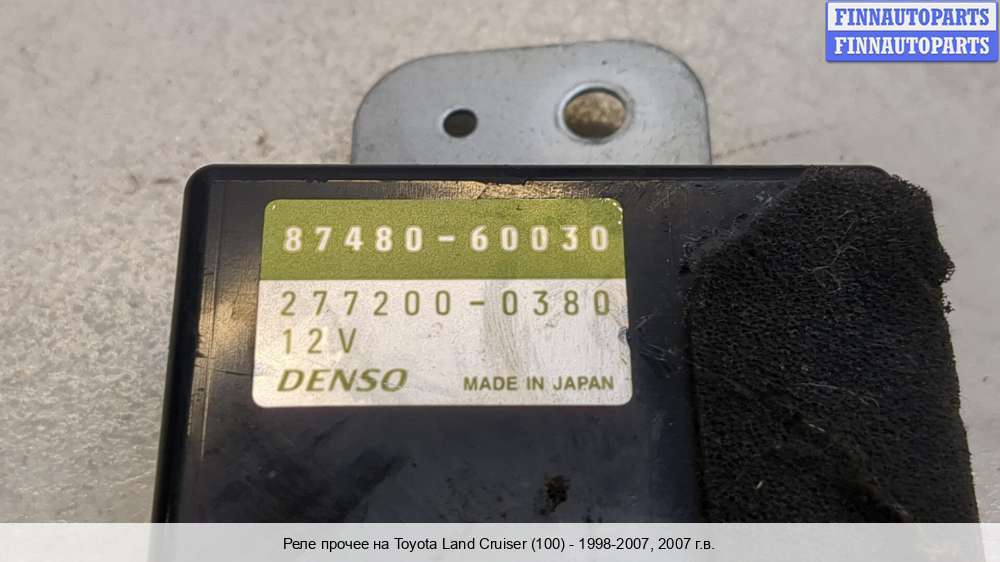 FINNAUTOPARTS
FINNAUTOPARTS
87480-60030
277200-0380
12V
DENSO MADE IN JAPAN
Реле прочее на Toyota Land Cruiser (100) - 1998-2007, 2007 г.в.